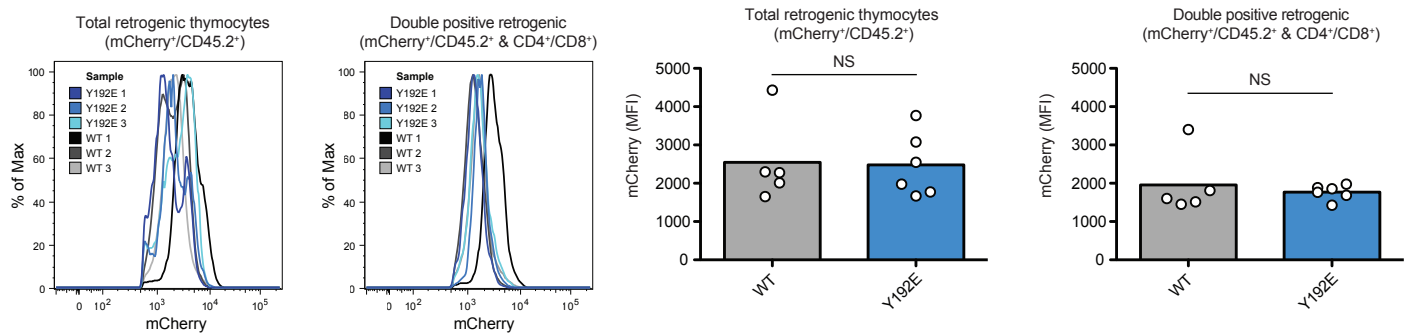 Total retrogenic thymocytes
(mCherry⁺/CD45.2⁺)
% of Max
100
80
60
40
20
0
Sample
Y192E 1
Y192E 2
Y192E 3
WT 1
WT 2
WT 3
0 10² 10³ 10⁴ 10⁵
mCherry
Double positive retrogenic
(mCherry⁺/CD45.2⁺ & CD4⁺/CD8⁺)
% of Max
100
80
60
40
20
0
Sample
Y192E 1
Y192E 2
Y192E 3
WT 1
WT 2
WT 3
0 10² 10³ 10⁴ 10⁵
mCherry
Total retrogenic thymocytes
(mCherry⁺/CD45.2⁺)
NS
mCherry (MFI)
5000
4000
3000
2000
1000
0
WT
Y192E
Double positive retrogenic
(mCherry⁺/CD45.2⁺ & CD4⁺/CD8⁺)
NS
mCherry (MFI)
5000
4000
3000
2000
1000
0
WT
Y192E